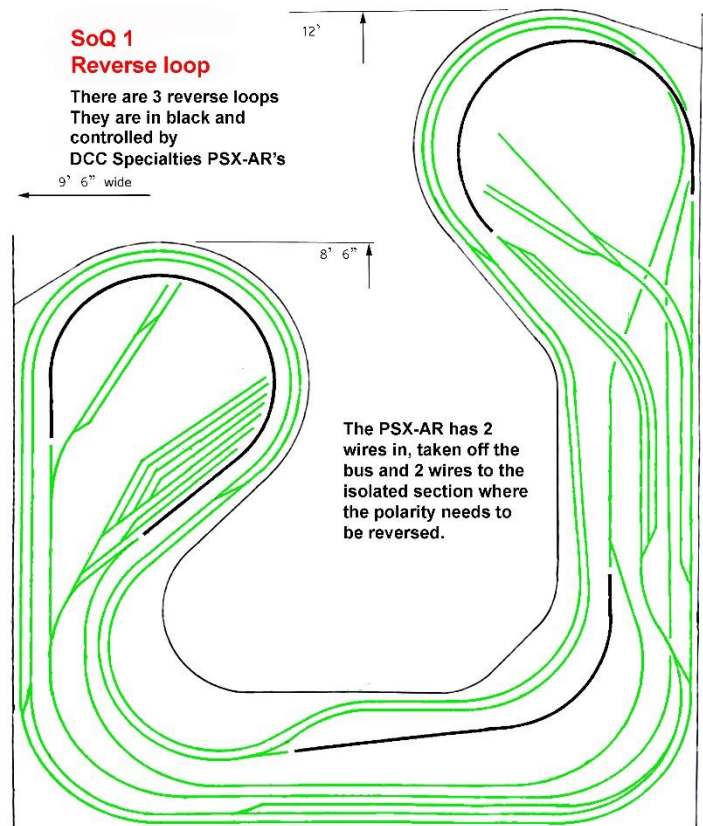 SoQ 1
Reverse loop
There are 3 reverse loops
They are in black and
controlled by
DCC Specialties PSX-AR's
9' 6" wide
12'
8' 6"
The PSX-AR has 2
wires in, taken off the
bus and 2 wires to the
isolated section where
the polarity needs to
be reversed.